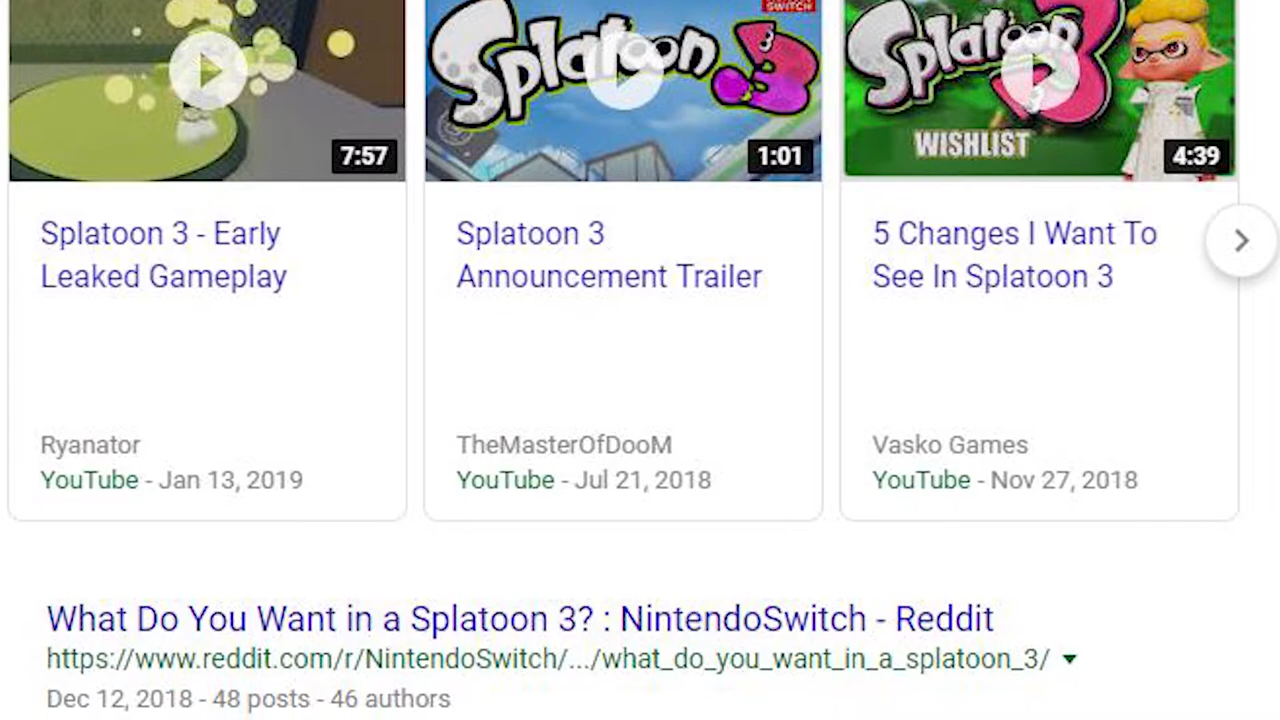 SWITCH
Splatoon 3
Splatoon 3
WISHLIST
7:57
1:01
4:39
Splatoon 3 - Early
Leaked Gameplay
Ryanator
YouTube - Jan 13, 2019
Splatoon 3
Announcement Trailer
TheMasterOfDooM
YouTube - Jul 21, 2018
5 Changes I Want To
See In Splatoon 3
Vasko Games
YouTube - Nov 27, 2018
What Do You Want in a Splatoon 3? : NintendoSwitch - Reddit
https://www.reddit.com/r/NintendoSwitch/.../what_do_you_want_in_a_splatoon_3/
Dec 12, 2018 - 48 posts - 46 authors